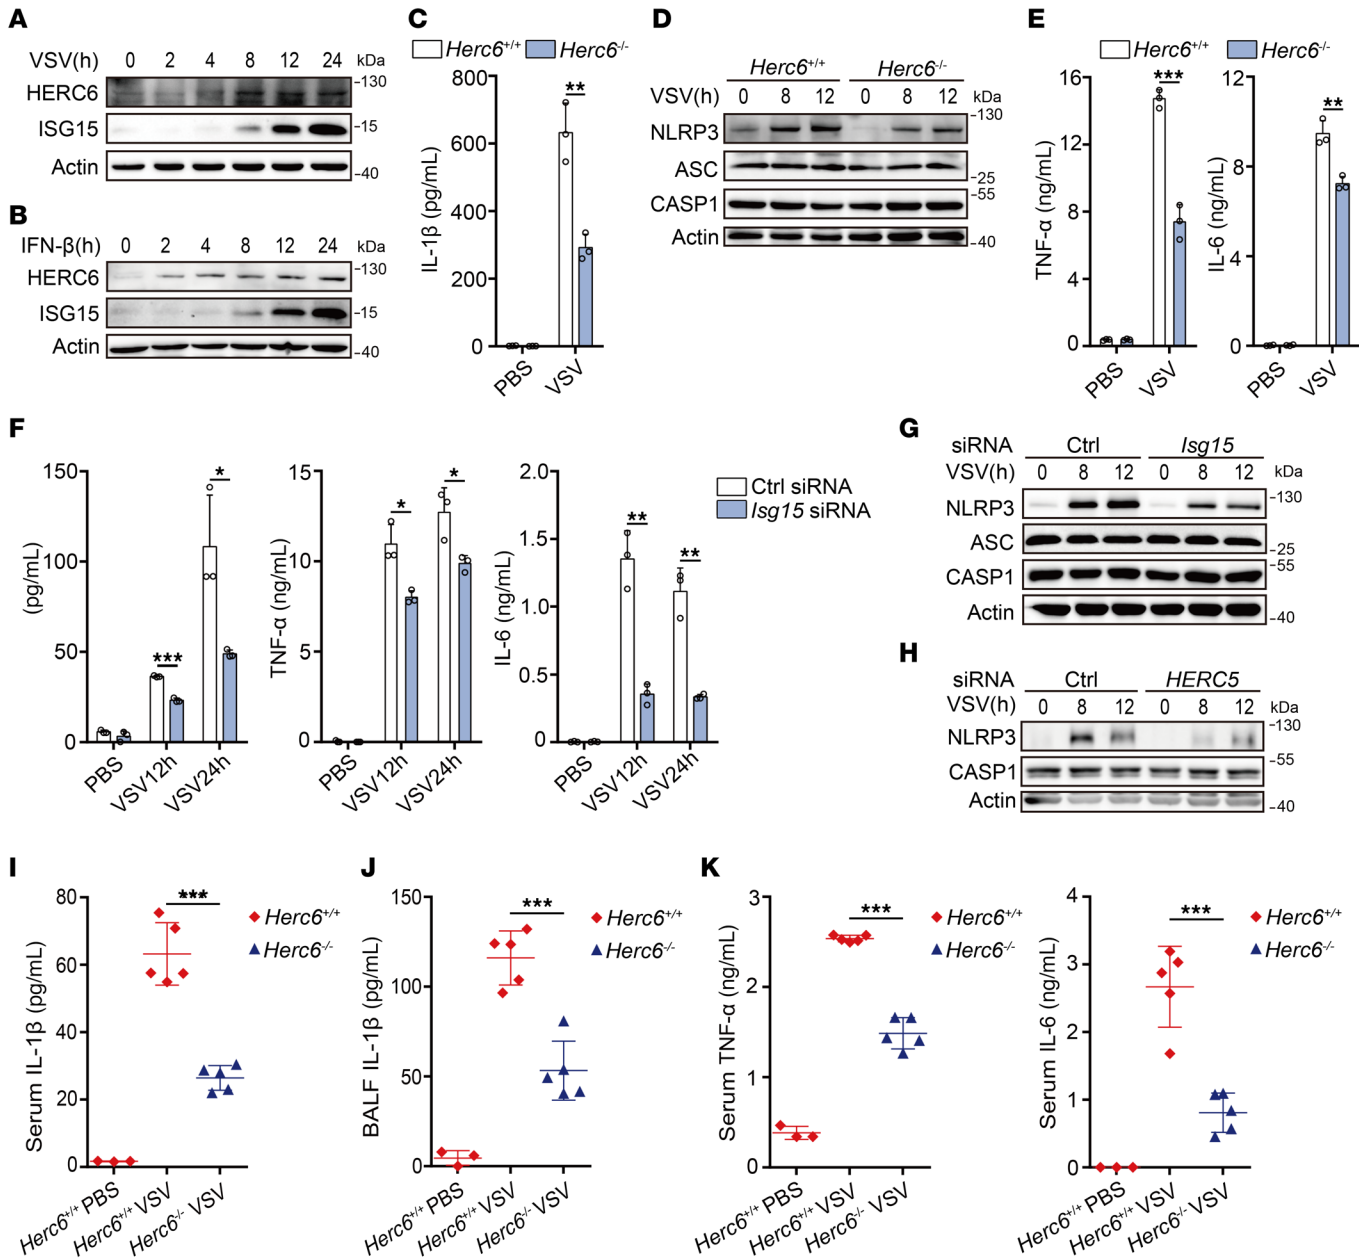 A
VSV(h) 0 2 4 8 12 24 kDa
HERC6 -130
ISG15 -15
Actin -40
B
IFN-β(h) 0 2 4 8 12 24 kDa
HERC6 -130
ISG15 -15
Actin -40
C
Herc6+/+ Herc6-/-
IL-1β (pg/mL)
800
600
400
200
0
**
PBS VSV
D
Herc6+/+ Herc6-/-
VSV(h) 0 8 12 0 8 12 kDa
NLRP3 -130
ASC -25
CASP1 -55
Actin -40
E
Herc6+/+ Herc6-/-
TNF-α (ng/mL)
16
12
8
4
0
***
PBS VSV
IL-6 (ng/mL)
12
8
4
0
**
PBS VSV
F
(pg/mL)
150
100
50
0
***
*
PBS VSV12h VSV24h
TNF-α (ng/mL)
15
10
5
0
*
*
PBS VSV12h VSV24h
IL-6 (ng/mL)
2.0
1.5
1.0
0.5
0
**
**
PBS VSV12h VSV24h
Ctrl siRNA
Isg15 siRNA
G
siRNA Ctrl Isg15
VSV(h) 0 8 12 0 8 12 kDa
NLRP3 -130
ASC -25
CASP1 -55
Actin -40
H
siRNA Ctrl HERC5
VSV(h) 0 8 12 0 8 12 kDa
NLRP3 -130
CASP1 -55
Actin -40
I
Serum IL-1β (pg/mL)
80
60
40
20
0
***
Herc6+/+
Herc6-/-
Herc6+/+ PBS
Herc6+/+ VSV
Herc6-/- VSV
J
BALF IL-1β (pg/mL)
150
100
50
0
***
Herc6+/+
Herc6-/-
Herc6+/+ PBS
Herc6+/+ VSV
Herc6-/- VSV
K
Serum TNF-α (ng/mL)
3
2
1
0
***
Herc6+/+
Herc6-/-
Herc6+/+ PBS
Herc6+/+ VSV
Herc6-/- VSV
Serum IL-6 (ng/mL)
4
3
2
1
0
***
Herc6+/+
Herc6-/-
Herc6+/+ PBS
Herc6+/+ VSV
Herc6-/- VSV